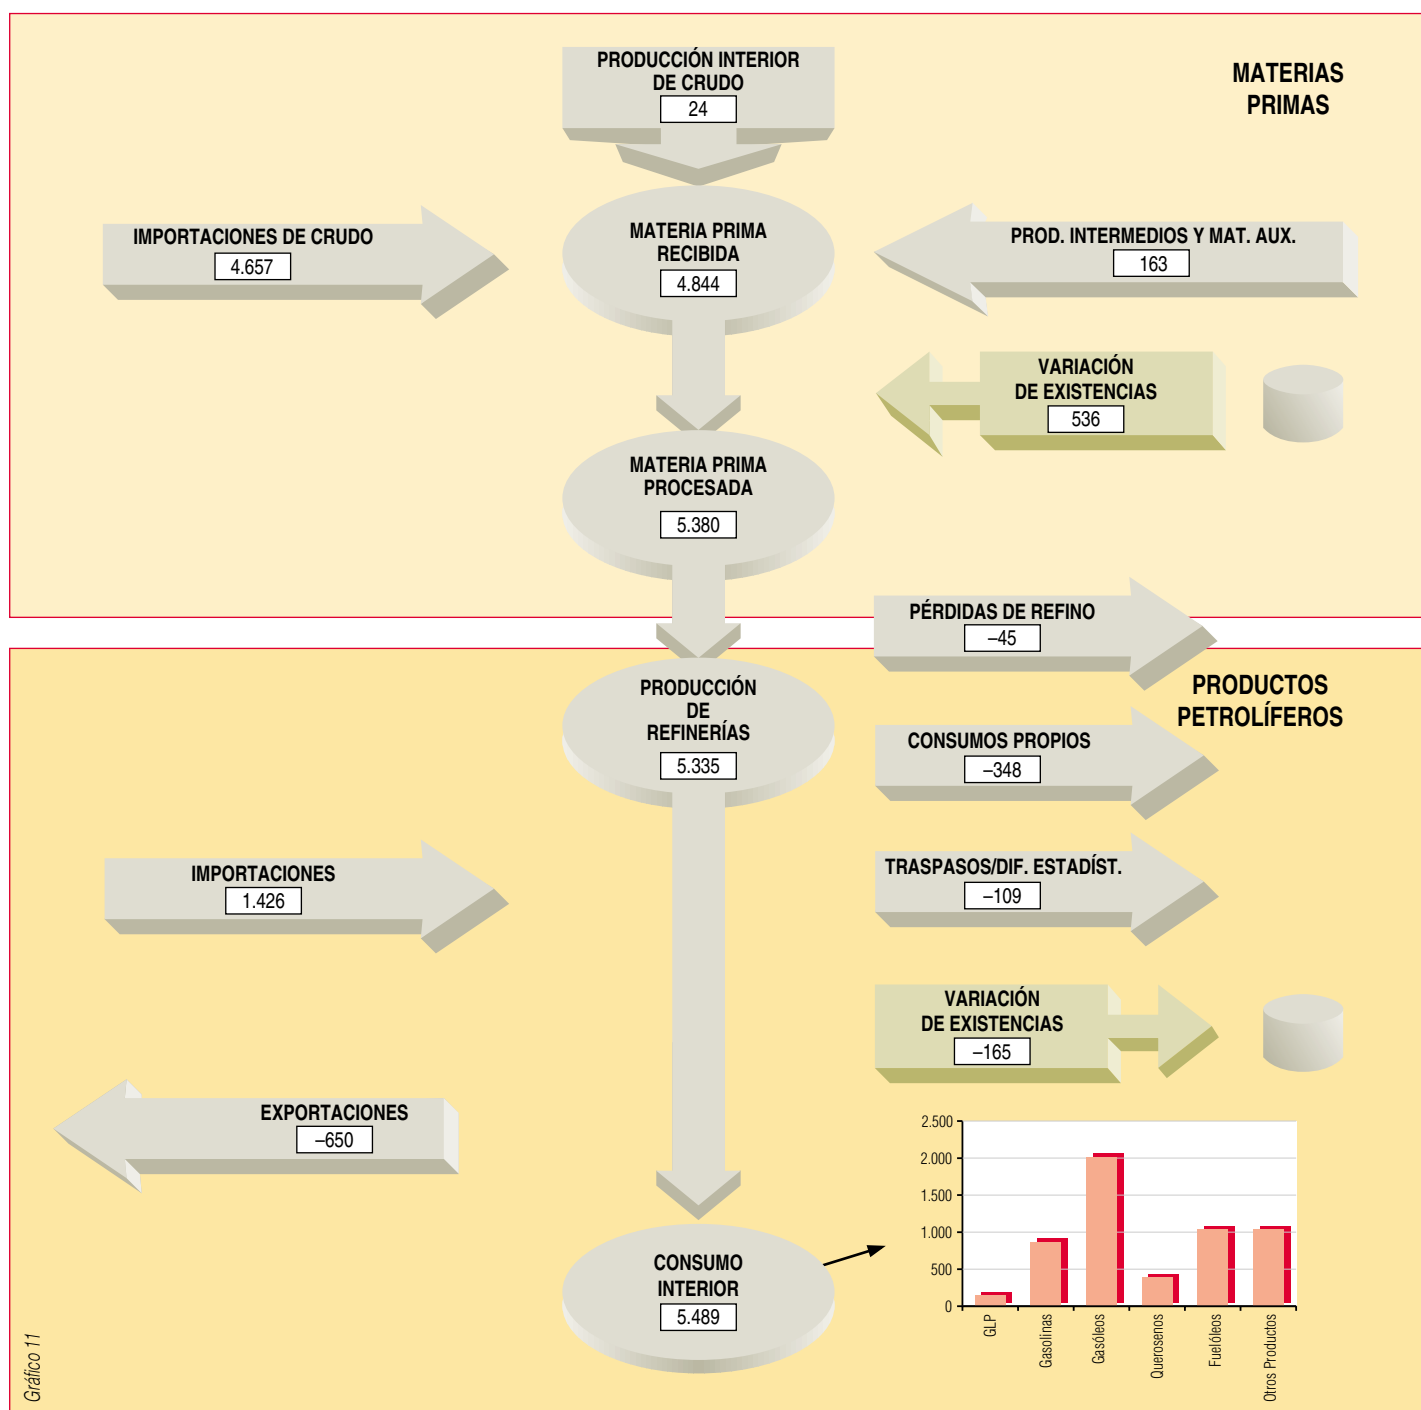 PRODUCCIÓN INTERIOR
DE CRUDO
24
MATERIAS
PRIMAS
IMPORTACIONES DE CRUDO
4.657
MATERIA PRIMA
RECIBIDA
4.844
PROD. INTERMEDIOS Y MAT. AUX.
163
VARIACIÓN
DE EXISTENCIAS
536
MATERIA PRIMA
PROCESADA
5.380
PÉRDIDAS DE REFINO
–45
PRODUCTOS
PETROLÍFEROS
PRODUCCIÓN
DE
REFINERÍAS
5.335
CONSUMOS PROPIOS
–348
IMPORTACIONES
1.426
TRASPASOS/DIF. ESTADÍST.
–109
VARIACIÓN
DE EXISTENCIAS
–165
EXPORTACIONES
–650
CONSUMO
INTERIOR
5.489
2.500
2.000
1.500
1.000
500
0
GLP
Gasolinas
Gasóleos
Querosenos
Fuelóleos
Otros Productos
Gráfico 11